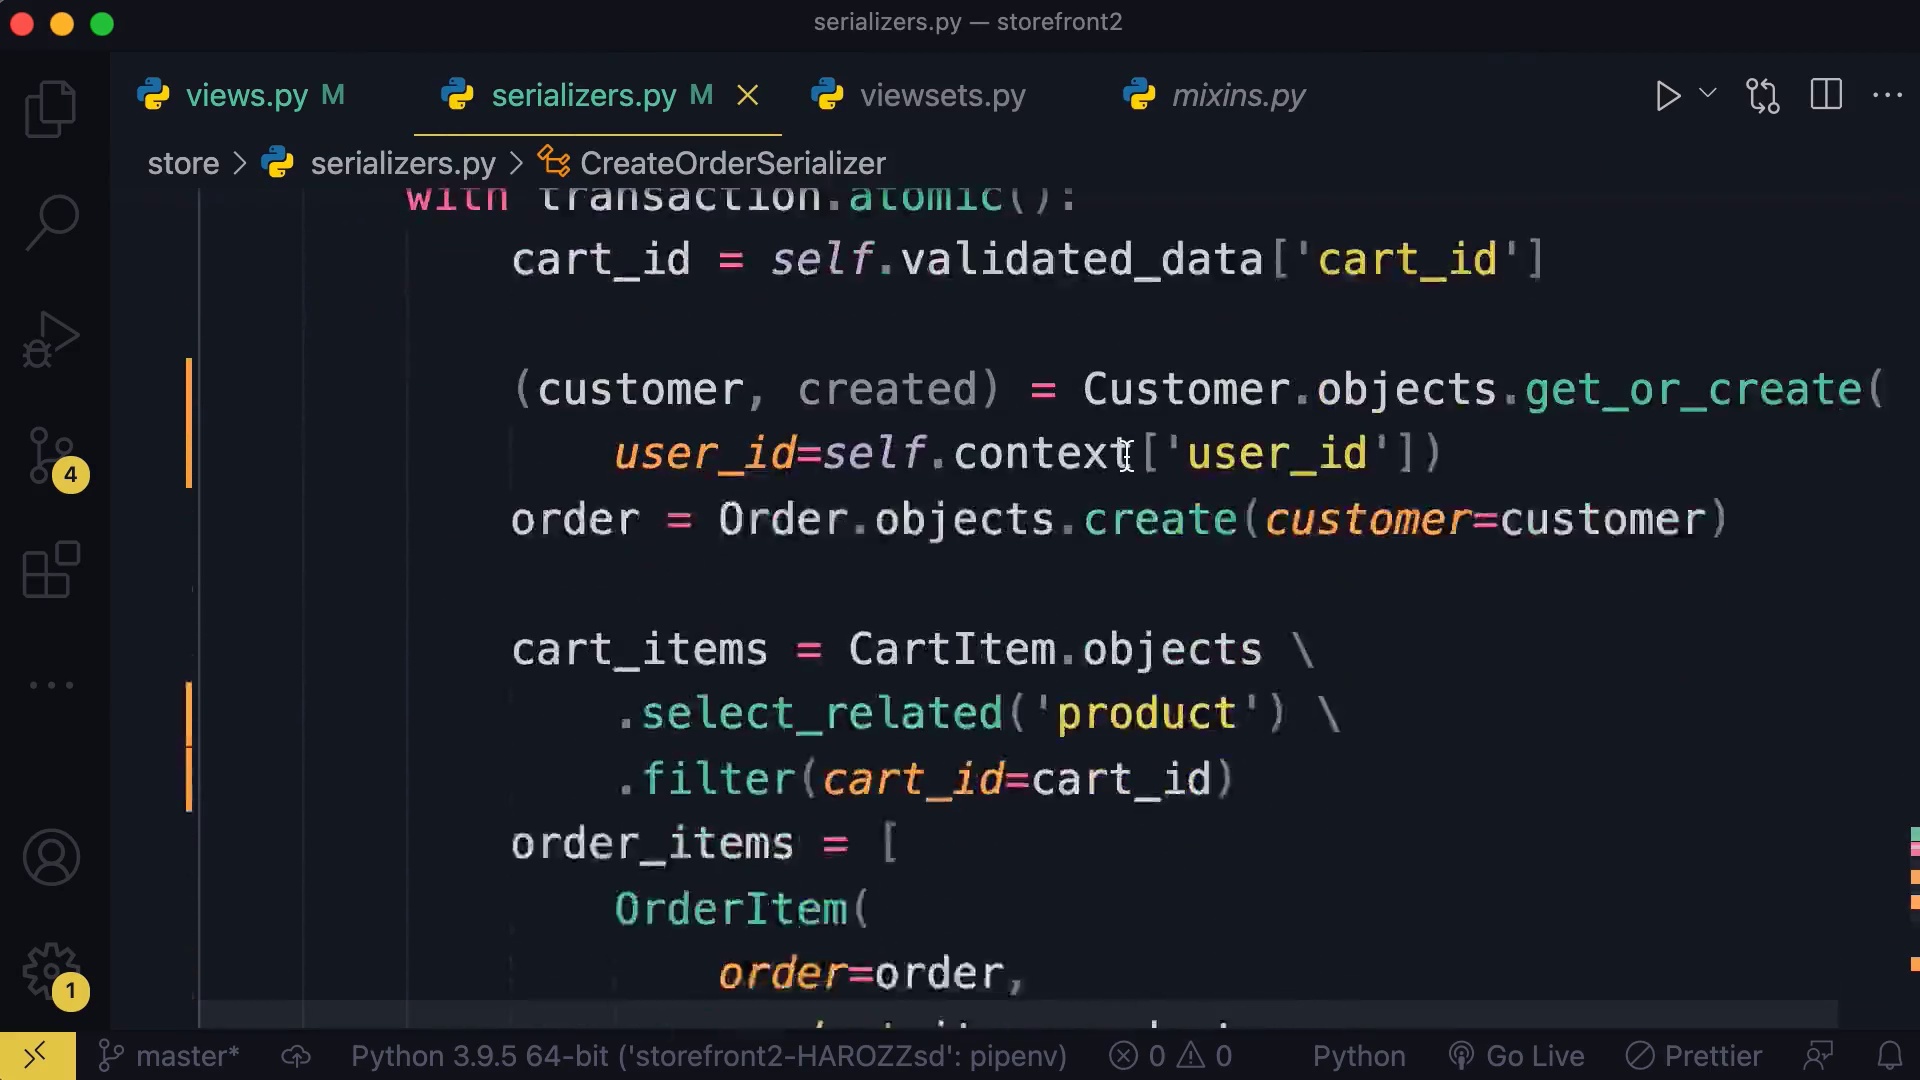 serializers.py — storefront2
views.py M serializers.py M viewsets.py mixins.py
store > serializers.py > CreateOrderSerializer
with transaction.atomic():
cart_id = self.validated_data['cart_id']
(customer, created) = Customer.objects.get_or_create(
user_id=self.context['user_id'])
order = Order.objects.create(customer=customer)
cart_items = CartItem.objects \
.select_related('product') \
.filter(cart_id=cart_id)
order_items = [
OrderItem(
order=order,
4
1
master* Python 3.9.5 64-bit ('storefront2-HAROZZsd': pipenv) 0 0 Python Go Live Prettier